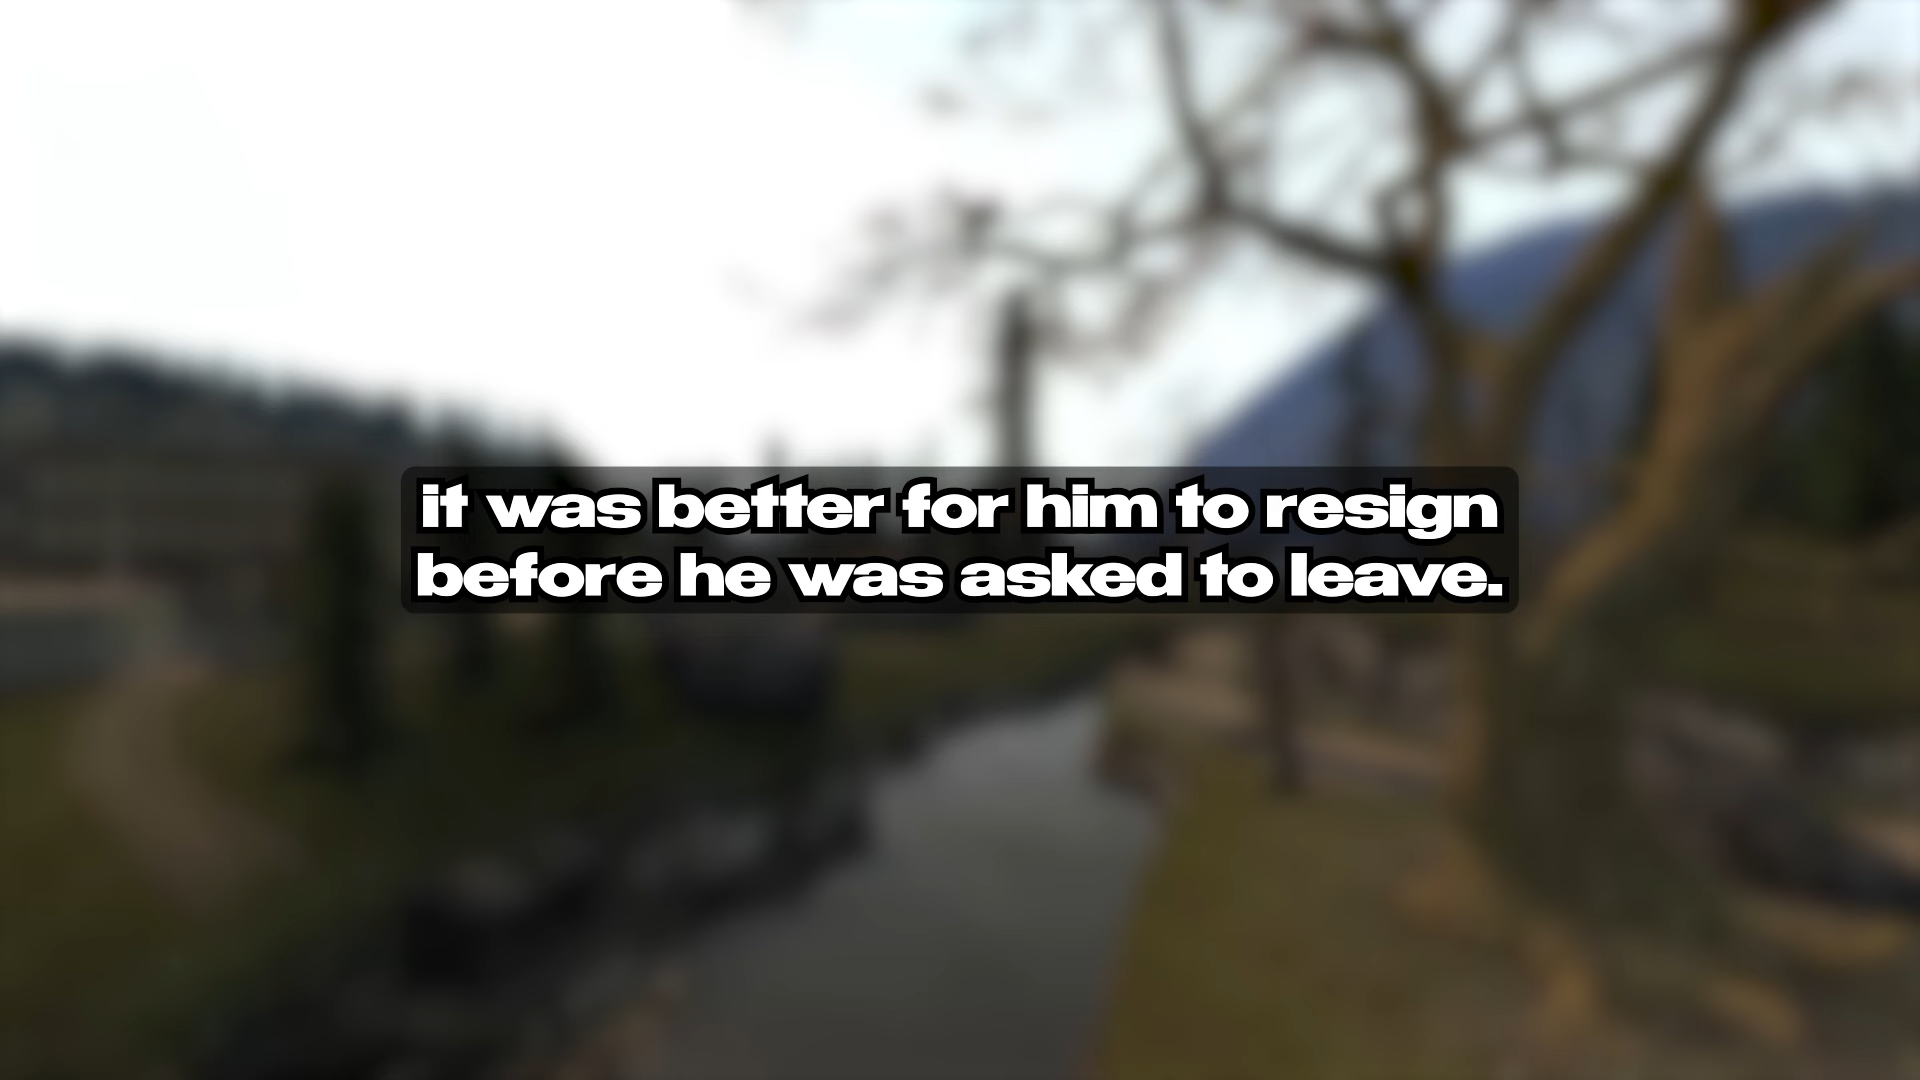 it was better for him to resign
before he was asked to leave.